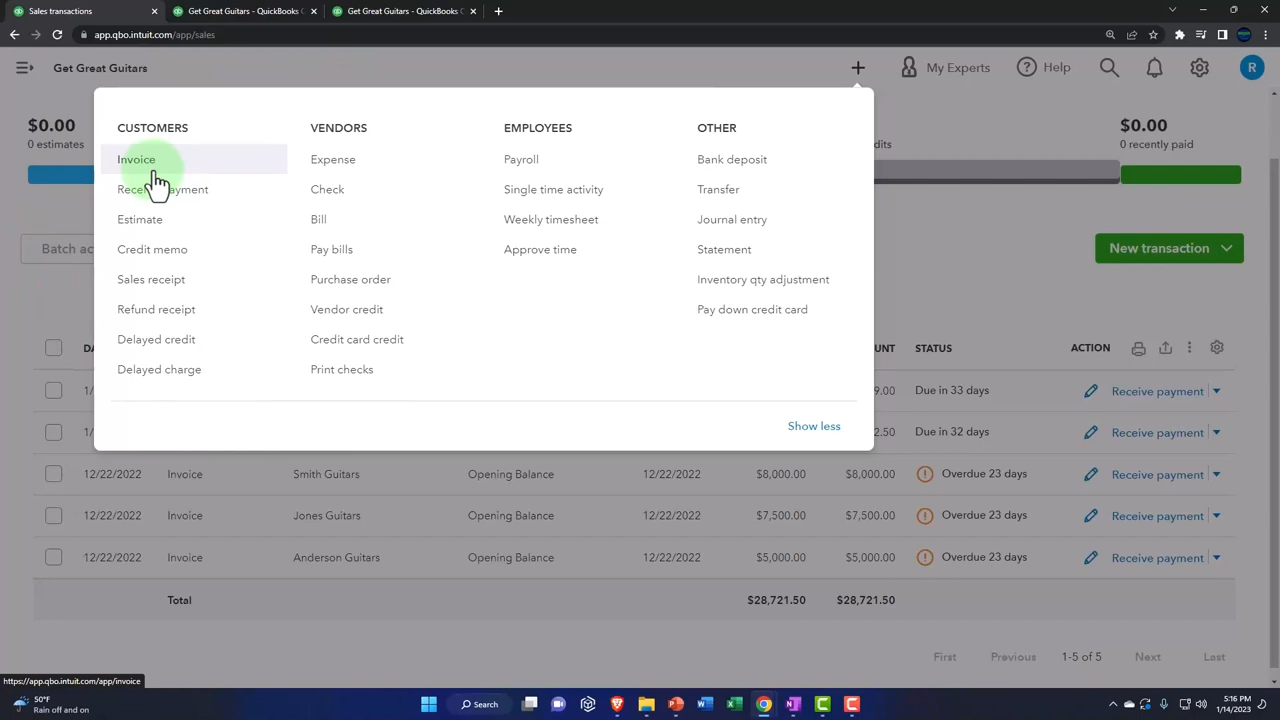 Sales transactions
Get Great Guitars - QuickBooks
Get Great Guitars - QuickBooks
app.qbo.intuit.com/app/sales
Get Great Guitars
My Experts
Help
R
$0.00
0 estimates
$0.00
0 recently paid
CUSTOMERS
Invoice
Estimate
Credit memo
Sales receipt
Refund receipt
Delayed credit
Delayed charge
VENDORS
Expense
Check
Bill
Pay bills
Purchase order
Vendor credit
Credit card credit
Print checks
EMPLOYEES
Payroll
Single time activity
Weekly timesheet
Approve time
OTHER
Bank deposit
Transfer
Journal entry
Statement
Inventory qty adjustment
Pay down credit card
Show less
Batch
New transaction
STATUS ACTION
Due in 33 days Receive payment
Due in 32 days Receive payment
12/22/2022 Invoice Smith Guitars Opening Balance 12/22/2022 $8,000.00 $8,000.00 Overdue 23 days Receive payment
12/22/2022 Invoice Jones Guitars Opening Balance 12/22/2022 $7,500.00 $7,500.00 Overdue 23 days Receive payment
12/22/2022 Invoice Anderson Guitars Opening Balance 12/22/2022 $5,000.00 $5,000.00 Overdue 23 days Receive payment
Total $28,721.50 $28,721.50
First Previous 1-5 of 5 Next Last
https://app.qbo.intuit.com/app/invoice
50°F
Rain off and on
Search
5:16 PM
1/14/2023